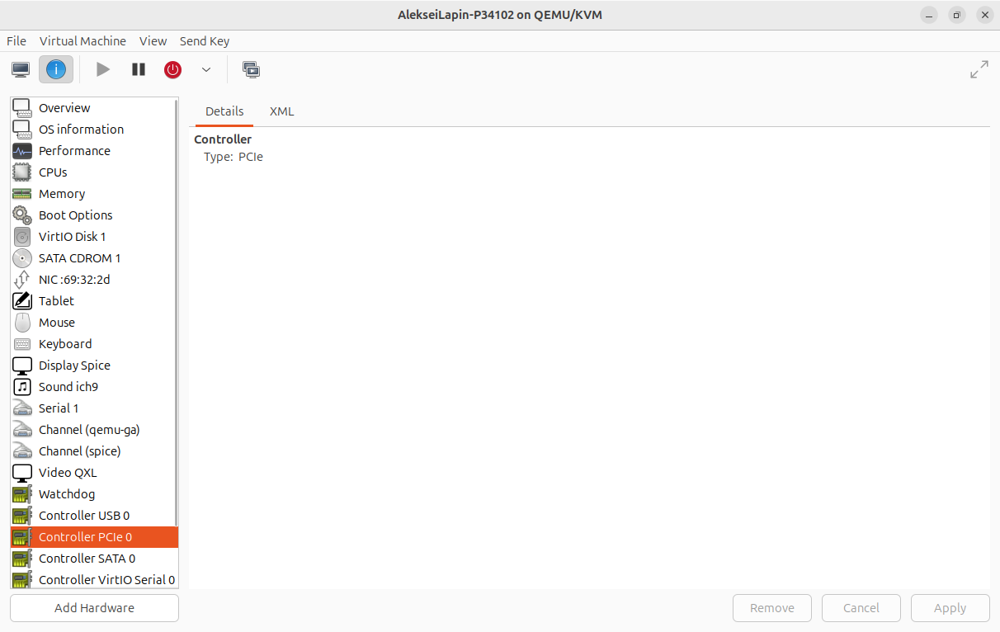 AlekseiLapin-P34102 on QEMU/KVM
File Virtual Machine View Send Key
Overview
OS information
Performance
CPUs
Memory
Boot Options
VirtIO Disk 1
SATA CDROM 1
NIC :69:32:2d
Tablet
Mouse
Keyboard
Display Spice
Sound ich9
Serial 1
Channel (qemu-ga)
Channel (spice)
Video QXL
Watchdog
Controller USB 0
Controller PCIe 0
Controller SATA 0
Controller VirtIO Serial 0
Add Hardware
Details XML
Controller
Type: PCIe
Remove Cancel Apply